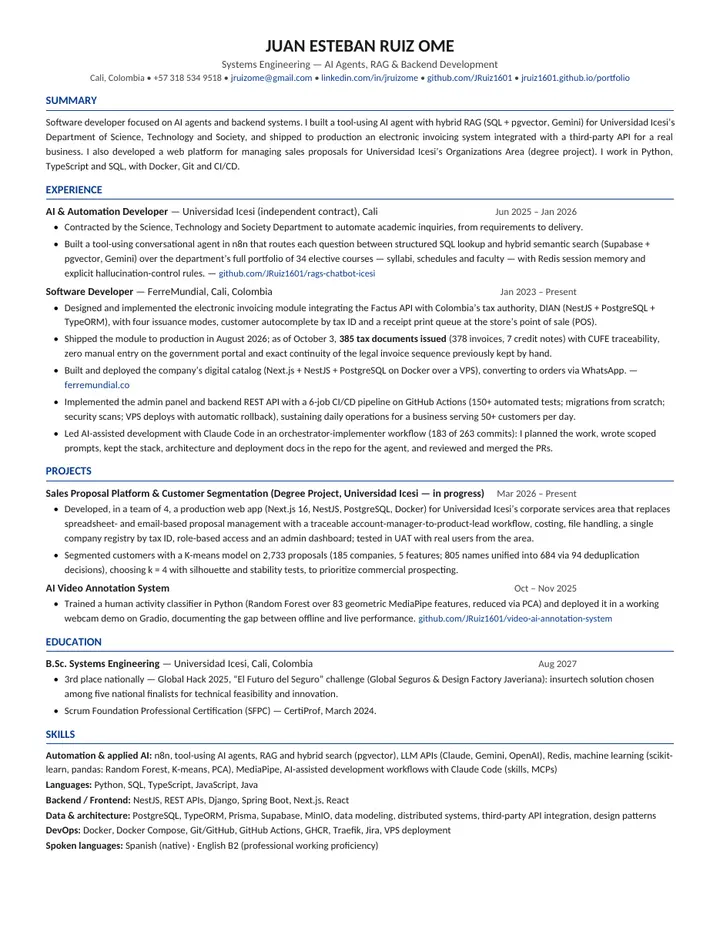 JUAN ESTEBAN RUIZ OME
Systems Engineering — AI Agents, RAG & Backend Development
Cali, Colombia • +57 318 534 9518 • jruizome@gmail.com • linkedin.com/in/jruizome • github.com/JRuiz1601 • jruiz1601.github.io/portfolio
SUMMARY
Software developer focused on AI agents and backend systems. I built a tool-using AI agent with hybrid RAG (SQL + pgvector, Gemini) for Universidad Icesi's
Department of Science, Technology and Society, and shipped to production an electronic invoicing system integrated with a third-party API for a real
business. I also developed a web platform for managing sales proposals for Universidad Icesi's Organizations Area (degree project). I work in Python,
TypeScript and SQL, with Docker, Git and CI/CD.
EXPERIENCE
AI & Automation Developer — Universidad Icesi (independent contract), Cali Jun 2025 – Jan 2026
• Contracted by the Science, Technology and Society Department to automate academic inquiries, from requirements to delivery.
• Built a tool-using conversational agent in n8n that routes each question between structured SQL lookup and hybrid semantic search (Supabase +
pgvector, Gemini) over the department's full portfolio of 34 elective courses — syllabi, schedules and faculty — with Redis session memory and
explicit hallucination-control rules. — github.com/JRuiz1601/rags-chatbot-icesi
Software Developer — FerreMundial, Cali, Colombia Jan 2023 – Present
• Designed and implemented the electronic invoicing module integrating the Factus API with Colombia's tax authority, DIAN (NestJS + PostgreSQL +
TypeORM), with four issuance modes, customer autocomplete by tax ID and a receipt print queue at the store's point of sale (POS).
• Shipped the module to production in August 2026; as of October 3, 385 tax documents issued (378 invoices, 7 credit notes) with CUFE traceability,
zero manual entry on the government portal and exact continuity of the legal invoice sequence previously kept by hand.
• Built and deployed the company's digital catalog (Next.js + NestJS + PostgreSQL on Docker over a VPS), converting to orders via WhatsApp. —
ferremundial.co
• Implemented the admin panel and backend REST API with a 6-job CI/CD pipeline on GitHub Actions (150+ automated tests; migrations from scratch;
security scans; VPS deploys with automatic rollback), sustaining daily operations for a business serving 50+ customers per day.
• Led AI-assisted development with Claude Code in an orchestrator-implementer workflow (183 of 263 commits): I planned the work, wrote scoped
prompts, kept the stack, architecture and deployment docs in the repo for the agent, and reviewed and merged the PRs.
PROJECTS
Sales Proposal Platform & Customer Segmentation (Degree Project, Universidad Icesi — in progress) Mar 2026 – Present
• Developed, in a team of 4, a production web app (Next.js 16, NestJS, PostgreSQL, Docker) for Universidad Icesi's corporate services area that replaces
spreadsheet- and email-based proposal management with a traceable account-manager-to-product-lead workflow, costing, file handling, a single
company registry by tax ID, role-based access and an admin dashboard; tested in UAT with real users from the area.
• Segmented customers with a K-means model on 2,733 proposals (185 companies, 5 features; 805 names unified into 684 via 94 deduplication
decisions), choosing k = 4 with silhouette and stability tests, to prioritize commercial prospecting.
AI Video Annotation System Oct – Nov 2025
• Trained a human activity classifier in Python (Random Forest over 83 geometric MediaPipe features, reduced via PCA) and deployed it in a working
webcam demo on Gradio, documenting the gap between offline and live performance. github.com/JRuiz1601/video-ai-annotation-system
EDUCATION
B.Sc. Systems Engineering — Universidad Icesi, Cali, Colombia Aug 2027
• 3rd place nationally — Global Hack 2025, "El Futuro del Seguro" challenge (Global Seguros & Design Factory Javeriana): insurtech solution chosen
among five national finalists for technical feasibility and innovation.
• Scrum Foundation Professional Certification (SFPC) — CertiProf, March 2024.
SKILLS
Automation & applied AI: n8n, tool-using AI agents, RAG and hybrid search (pgvector), LLM APIs (Claude, Gemini, OpenAI), Redis, machine learning (scikit-
learn, pandas: Random Forest, K-means, PCA), MediaPipe, AI-assisted development workflows with Claude Code (skills, MCPs)
Languages: Python, SQL, TypeScript, JavaScript, Java
Backend / Frontend: NestJS, REST APIs, Django, Spring Boot, Next.js, React
Data & architecture: PostgreSQL, TypeORM, Prisma, Supabase, MinIO, data modeling, distributed systems, third-party API integration, design patterns
DevOps: Docker, Docker Compose, Git/GitHub, GitHub Actions, GHCR, Traefik, Jira, VPS deployment
Spoken languages: Spanish (native) · English B2 (professional working proficiency)